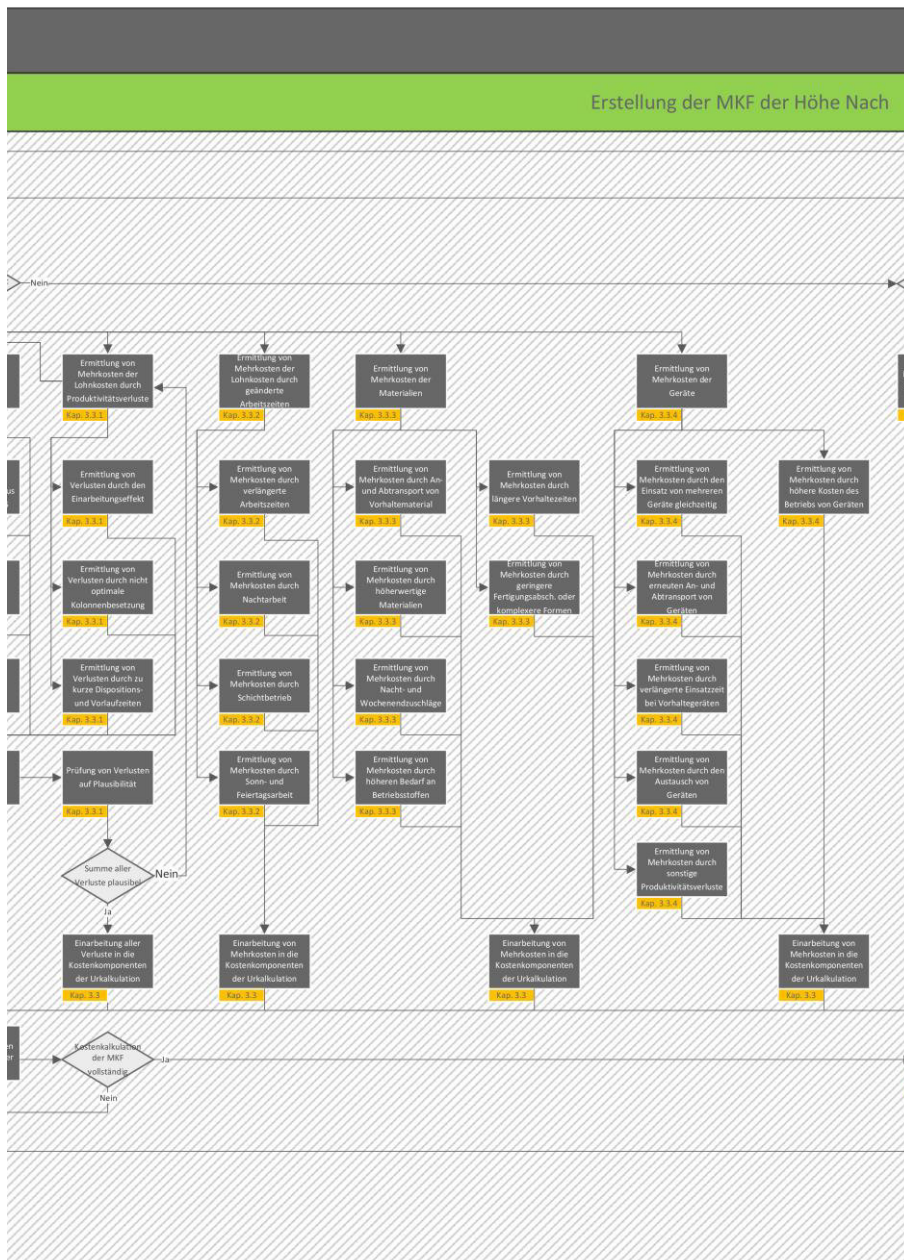 Erstellung der MKF der Höhe Nach
Nein
Ermittlung von
Mehrkosten der
Lohnkosten durch
Produktivitätsverluste
Kap. 3.3.1
Ermittlung von
Mehrkosten der
Lohnkosten durch
geänderte
Arbeitszeiten
Kap. 3.3.2
Ermittlung von
Mehrkosten der
Materialien
Kap. 3.3.3
Ermittlung von
Mehrkosten der
Geräte
Kap. 3.3.4
us
Ermittlung von
Verlusten durch den
Einarbeitungseffekt
Kap. 3.3.1
Ermittlung von
Mehrkosten durch
verlängerte
Arbeitszeiten
Kap. 3.3.2
Ermittlung von
Mehrkosten durch An-
und Abtransport von
Vorhaltematerial
Kap. 3.3.3
Ermittlung von
Mehrkosten durch
längere Vorhaltezeiten
Kap. 3.3.3
Ermittlung von
Mehrkosten durch den
Einsatz von mehreren
Geräte gleichzeitig
Kap. 3.3.4
Ermittlung von
Mehrkosten durch
höhere Kosten des
Betriebs von Geräten
Kap. 3.3.4
Ermittlung von
Verlusten durch nicht
optimale
Kolonnenbesetzung
Kap. 3.3.1
Ermittlung von
Mehrkosten durch
Nachtarbeit
Kap. 3.3.2
Ermittlung von
Mehrkosten durch
höherwertige
Materialien
Kap. 3.3.3
Ermittlung von
Mehrkosten durch
geringere
Fertigungsabsch. oder
komplexere Formen
Kap. 3.3.3
Ermittlung von
Mehrkosten durch
erneuten An- und
Abtransport von
Geräten
Kap. 3.3.4
Ermittlung von
Verlusten durch zu
kurze Dispositions-
und Vorlaufzeiten
Kap. 3.3.1
Ermittlung von
Mehrkosten durch
Schichtbetrieb
Kap. 3.3.2
Ermittlung von
Mehrkosten durch
Nacht- und
Wochenendzuschläge
Kap. 3.3.3
Ermittlung von
Mehrkosten durch
verlängerte Einsatzzeit
bei Vorhaltegeräten
Kap. 3.3.4
Prüfung von Verlusten
auf Plausibilität
Kap. 3.3.1
Ermittlung von
Mehrkosten durch
Sonn- und
Feiertagsarbeit
Kap. 3.3.2
Ermittlung von
Mehrkosten durch
höheren Bedarf an
Betriebsstoffen
Kap. 3.3.3
Ermittlung von
Mehrkosten durch den
Austausch von
Geräten
Kap. 3.3.4
Summe aller
Verluste plausibel
Nein
Ja
Ermittlung von
Mehrkosten durch
sonstige
Produktivitätsverluste
Kap. 3.3.4
Einarbeitung aller
Verluste in die
Kostenkomponenten
der Urkalkulation
Kap. 3.3
Einarbeitung von
Mehrkosten in die
Kostenkomponenten
der Urkalkulation
Kap. 3.3
Einarbeitung von
Mehrkosten in die
Kostenkomponenten
der Urkalkulation
Kap. 3.3
Einarbeitung von
Mehrkosten in die
Kostenkomponenten
der Urkalkulation
Kap. 3.3
en
er
Kostenkalkulation
der MKF
vollständig
Ja
Nein